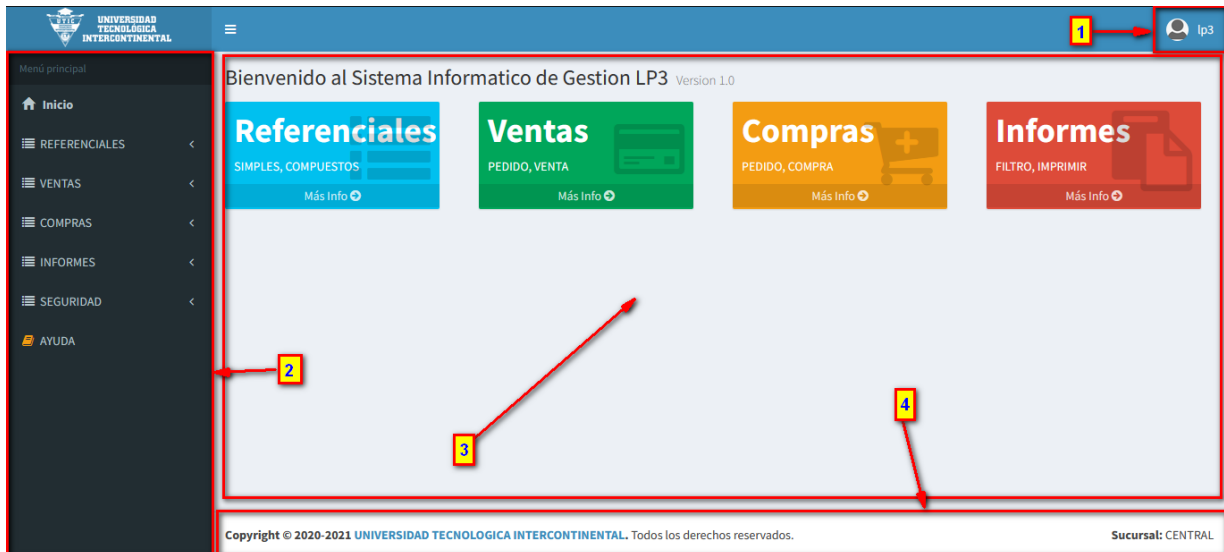 UTIC
UNIVERSIDAD
TECNOLÓGICA
INTERCONTINENTAL
1
lp3
Menú principal
Inicio
REFERENCIALES
VENTAS
COMPRAS
INFORMES
SEGURIDAD
AYUDA
2
Bienvenido al Sistema Informatico de Gestion LP3 Version 1.0
Referenciales
SIMPLES, COMPUESTOS
Más Info
Ventas
PEDIDO, VENTA
Más Info
Compras
PEDIDO, COMPRA
Más Info
Informes
FILTRO, IMPRIMIR
Más Info
3
4
Copyright © 2020-2021 UNIVERSIDAD TECNOLOGICA INTERCONTINENTAL. Todos los derechos reservados.
Sucursal: CENTRAL